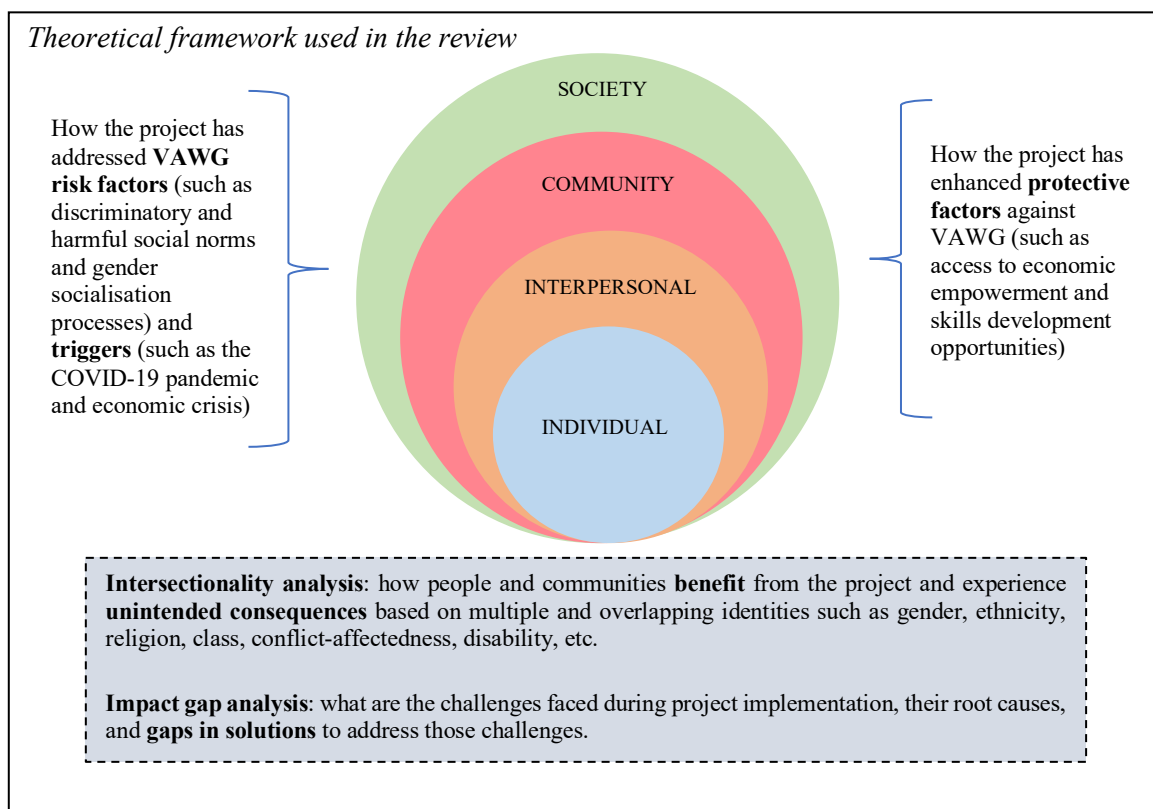 Theoretical framework used in the review
How the project has
addressed VAWG
risk factors (such as
discriminatory and
harmful social norms
and gender
socialisation
processes) and
triggers (such as the
COVID-19 pandemic
and economic crisis)
SOCIETY
COMMUNITY
INTERPERSONAL
INDIVIDUAL
How the project has
enhanced protective
factors against
VAWG (such as
access to economic
empowerment and
skills development
opportunities)
Intersectionality analysis: how people and communities benefit from the project and experience
unintended consequences based on multiple and overlapping identities such as gender, ethnicity,
religion, class, conflict-affectedness, disability, etc.
Impact gap analysis: what are the challenges faced during project implementation, their root causes,
and gaps in solutions to address those challenges.